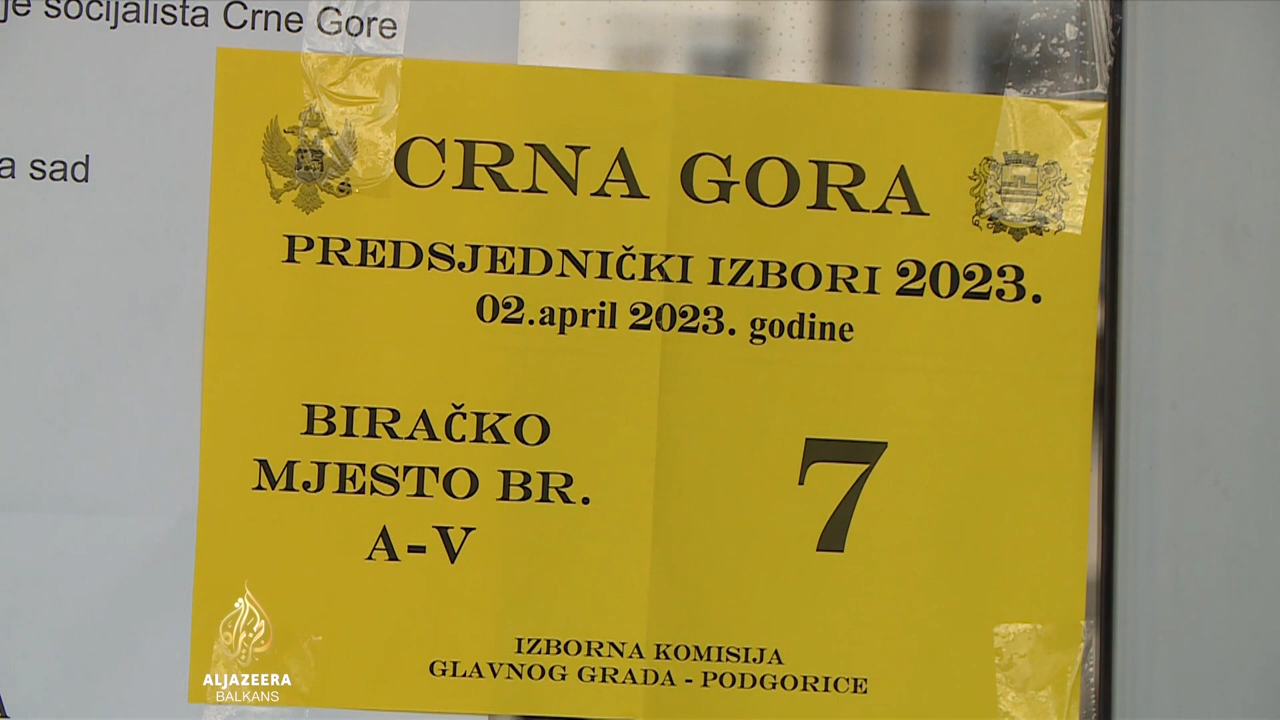 je socijalista Crne Gore
a sad
CRNA GORA
PREDSJEDNIČKI IZBORI 2023.
02.april 2023. godine
BIRAČKO
MJESTO BR.
A-V
7
IZBORNA KOMISIJA
GLAVNOG GRADA - PODGORICE
ALJAZEERA
BALKANS